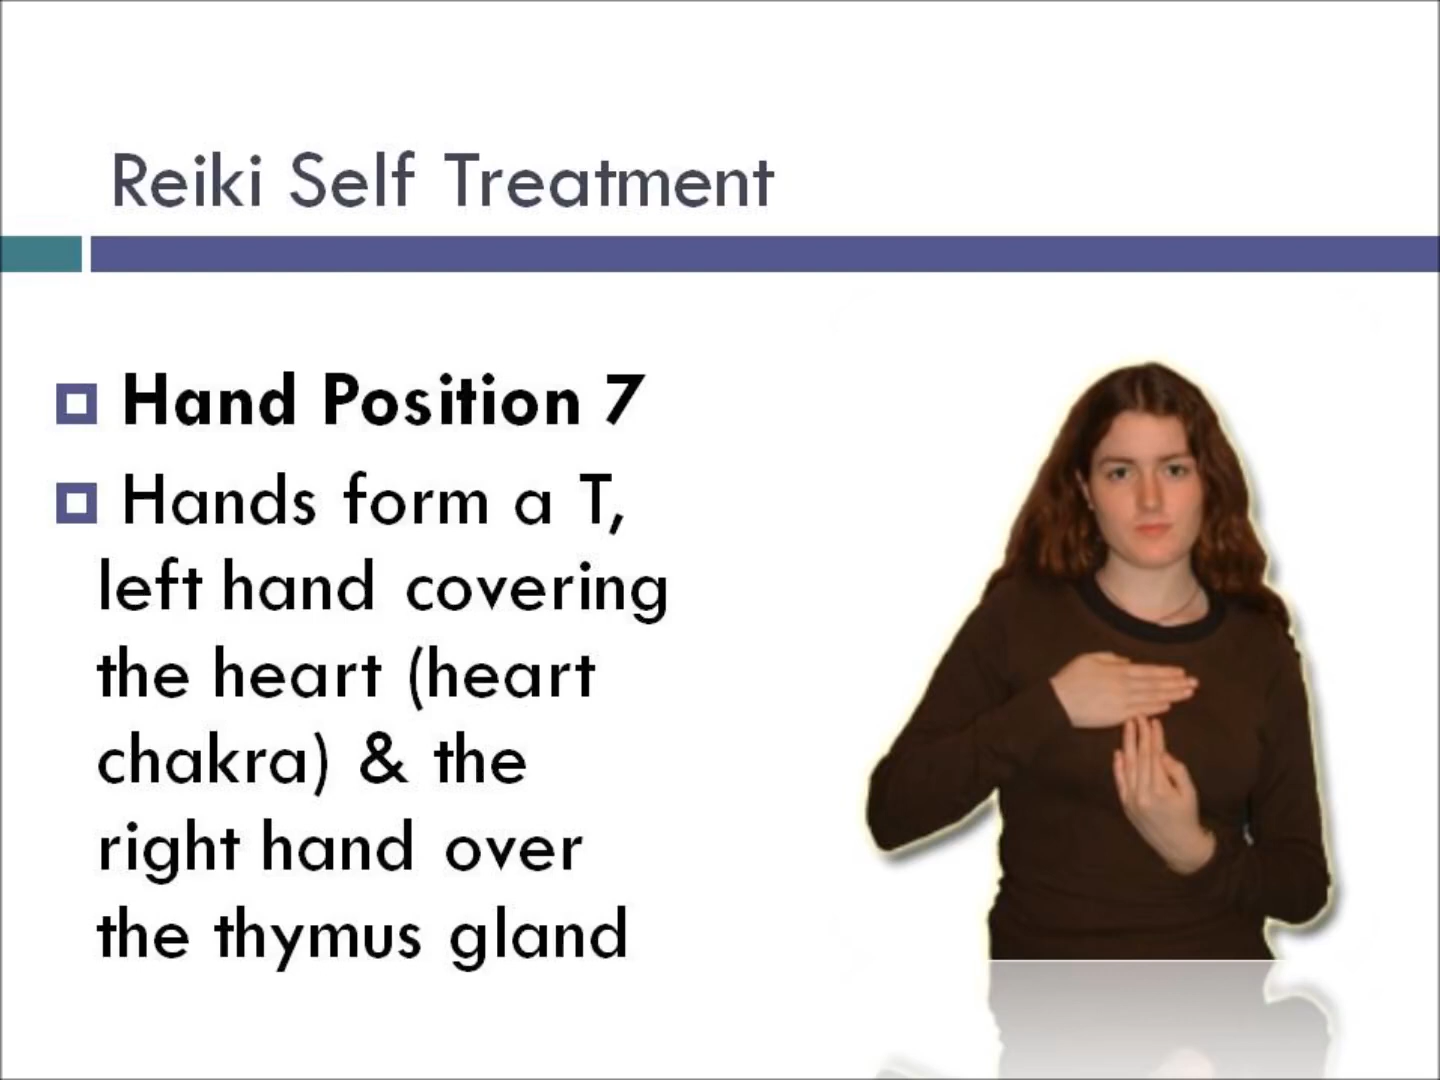 Reiki Self Treatment
Hand Position 7
Hands form a T,
left hand covering
the heart (heart
chakra) & the
right hand over
the thymus gland